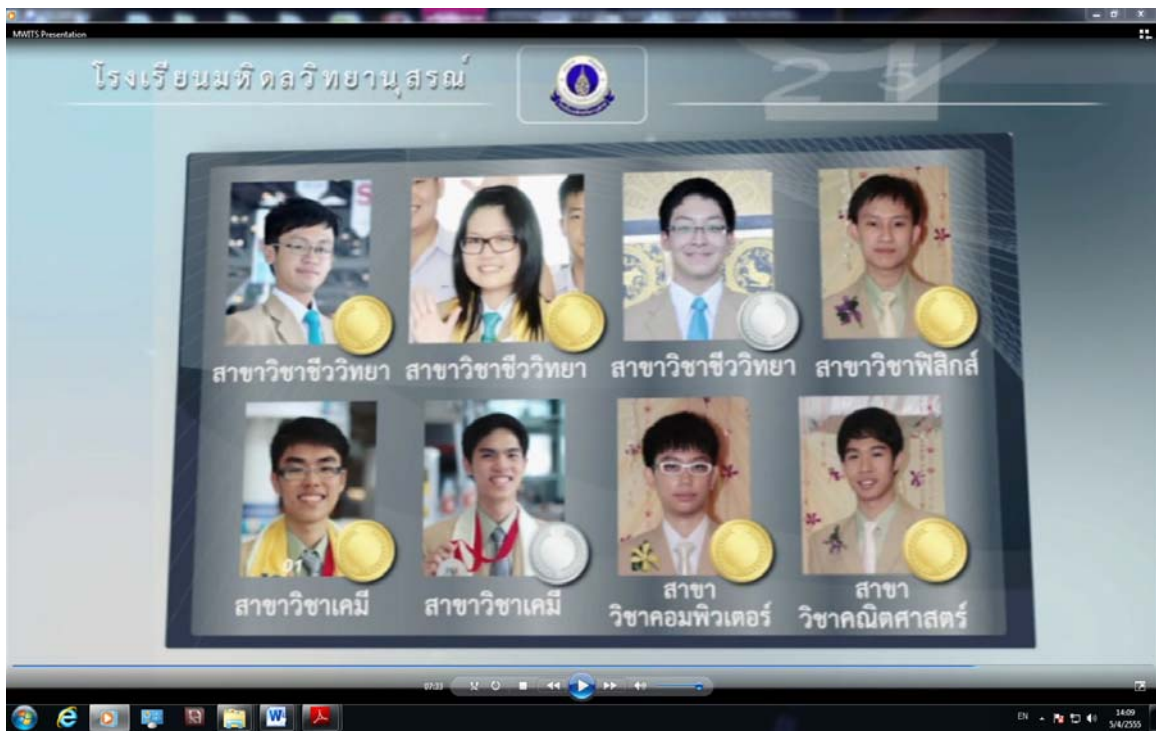 MWITS Presentation
โรงเรียนมหิดลวิทยานุสรณ์
25
สาขาวิชาชีววิทยา
สาขาวิชาชีววิทยา
สาขาวิชาชีววิทยา
สาขาวิชาฟิสิกส์
01
สาขาวิชาเคมี
สาขาวิชาเคมี
สาขา
วิชาคอมพิวเตอร์
สาขา
วิชาคณิตศาสตร์
07:33
EN
14:09
5/4/2555